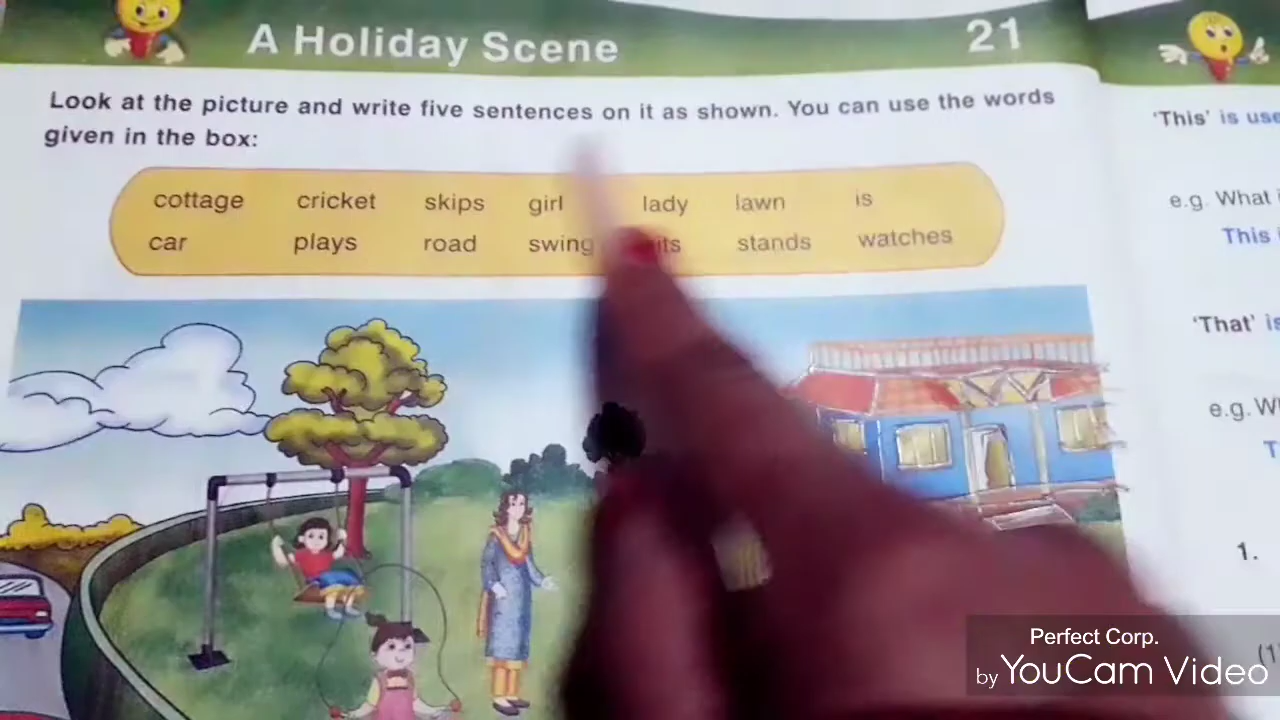 A Holiday Scene 21
Look at the picture and write five sentences on it as shown. You can use the words
given in the box:
cottage cricket skips girl lady lawn is
car plays road swing stands watches
'This' is use
e.g. What
This
'That' is
e.g.
1.
Perfect Corp.
by YouCam Video